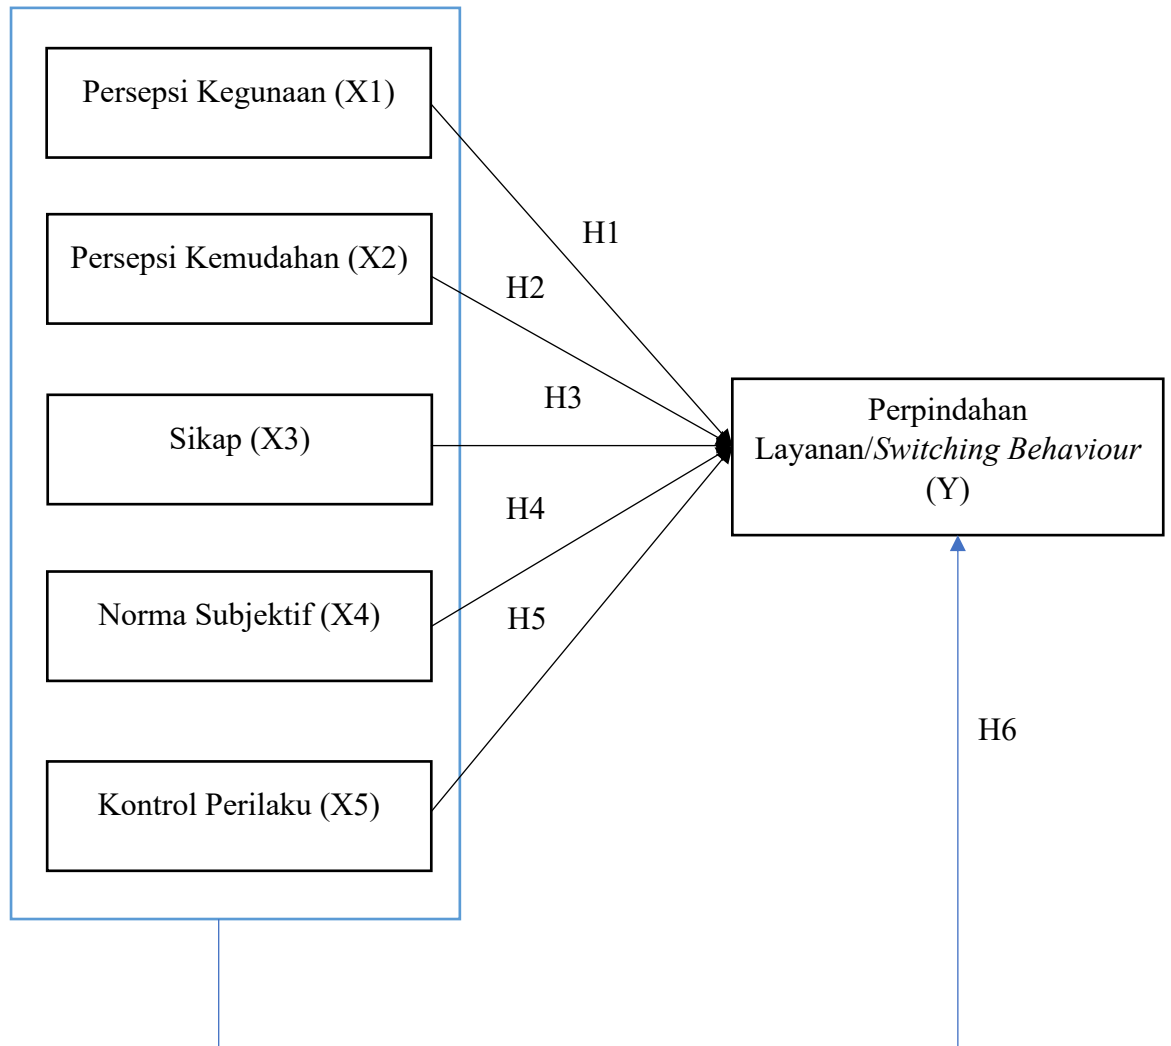 Persepsi Kegunaan (X1)
H1
Persepsi Kemudahan (X2)
H2
H3
Sikap (X3)
Perpindahan
Layanan/Switching Behaviour
(Y)
H4
Norma Subjektif (X4)
H5
H6
Kontrol Perilaku (X5)